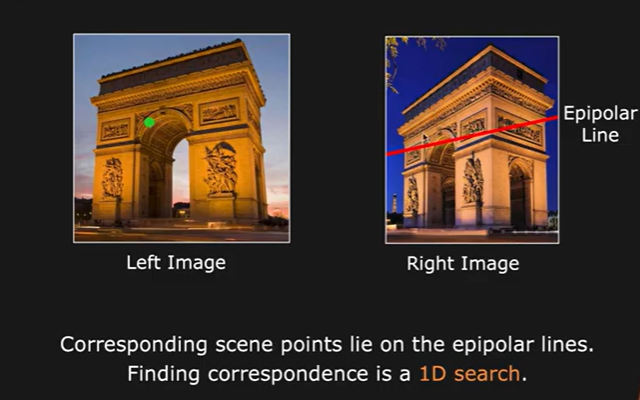 Epipolar
Line
Left Image
Right Image
Corresponding scene points lie on the epipolar lines.
Finding correspondence is a 1D search.